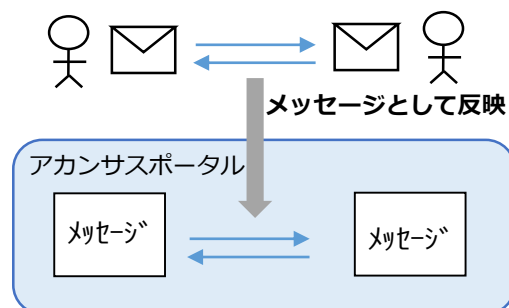 メッセージとして反映
アカンサスポータル
ﾒｯｾｰｼﾞ
ﾒｯｾｰｼﾞ